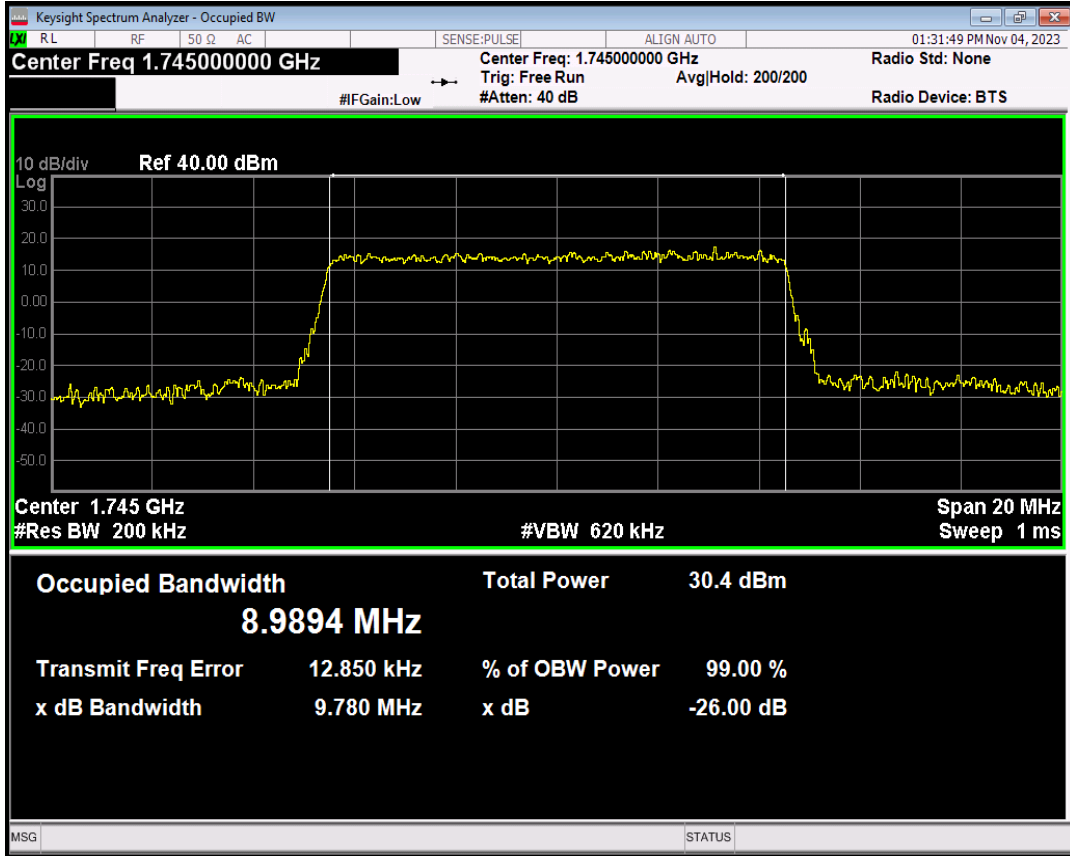 Keysight Spectrum Analyzer - Occupied BW
LXI RL RF 50 Ω AC SENSE:PULSE ALIGN AUTO 01:31:49 PM Nov 04, 2023
Center Freq 1.745000000 GHz Center Freq: 1.745000000 GHz Radio Std: None
Trig: Free Run Avg|Hold: 200/200
#IFGain:Low #Atten: 40 dB Radio Device: BTS
10 dB/div Ref 40.00 dBm
Log
30.0
20.0
10.0
0.00
-10.0
-20.0
-30.0
-40.0
-50.0
Center 1.745 GHz Span 20 MHz
#Res BW 200 kHz #VBW 620 kHz Sweep 1 ms
Occupied Bandwidth Total Power 30.4 dBm
8.9894 MHz
Transmit Freq Error 12.850 kHz % of OBW Power 99.00 %
x dB Bandwidth 9.780 MHz x dB -26.00 dB
MSG STATUS